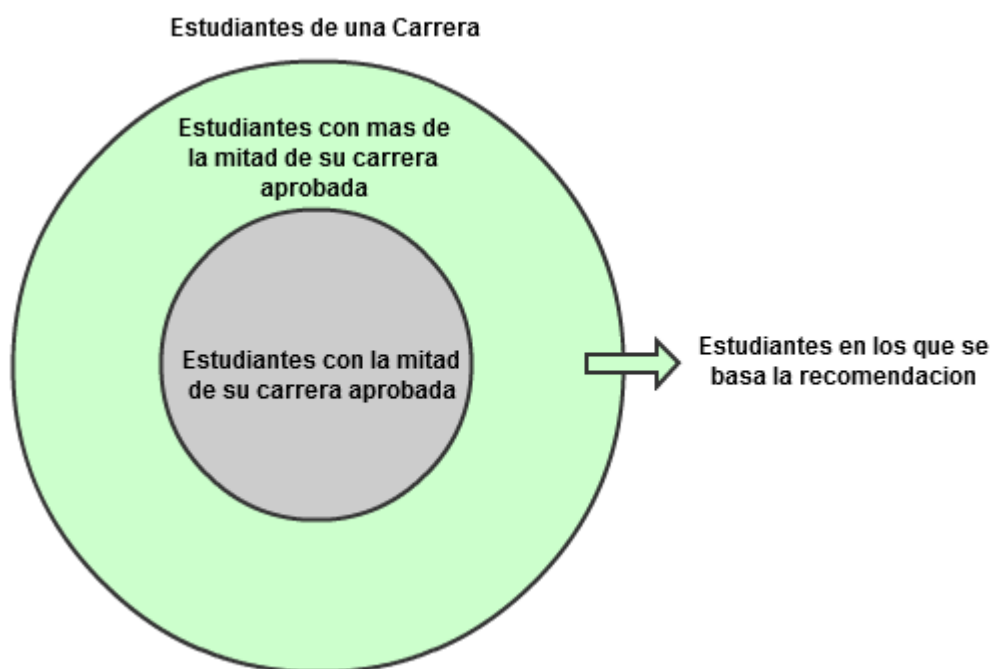 Estudiantes de una Carrera
Estudiantes con mas de
la mitad de su carrera
aprobada
Estudiantes con la mitad
de su carrera aprobada
Estudiantes en los que se
basa la recomendacion